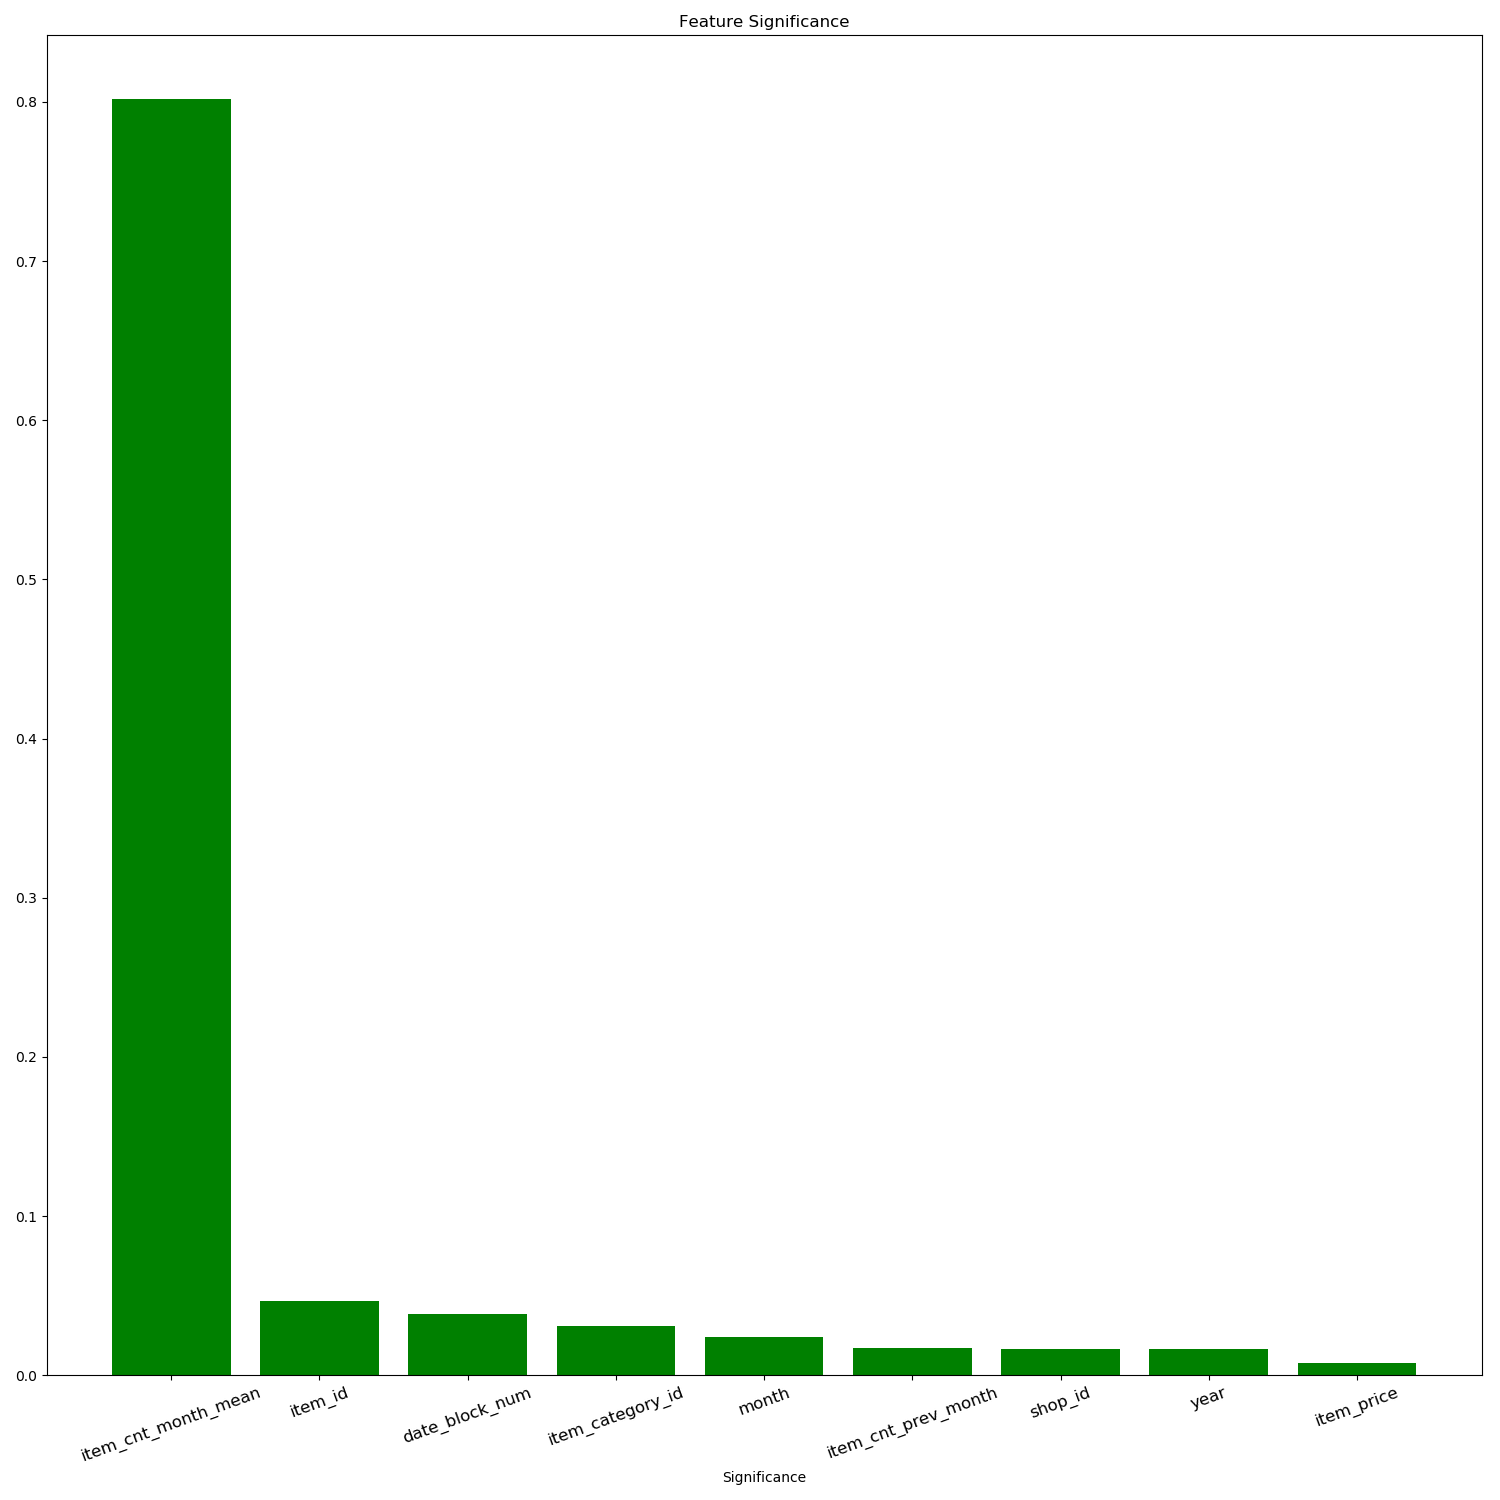 Feature Significance
0.8
0.7
0.6
0.5
0.4
0.3
0.2
0.1
0.0
item_cnt_month_mean
item_id
date_block_num
item_category_id
month
item_cnt_prev_month
shop_id
year
item_price
Significance